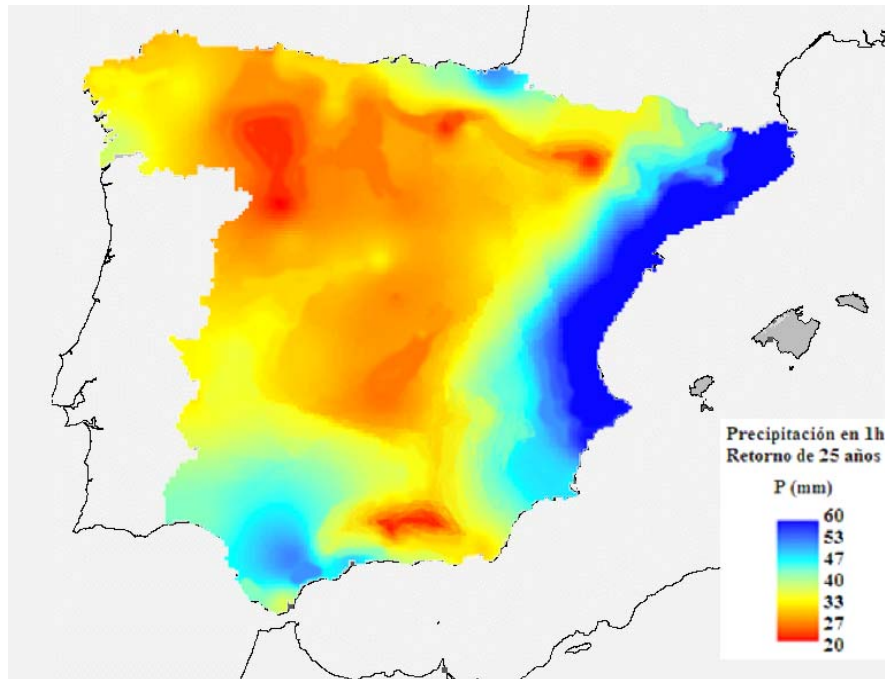 Precipitación en 1h
Retorno de 25 años
P (mm)
60
53
47
40
33
27
20